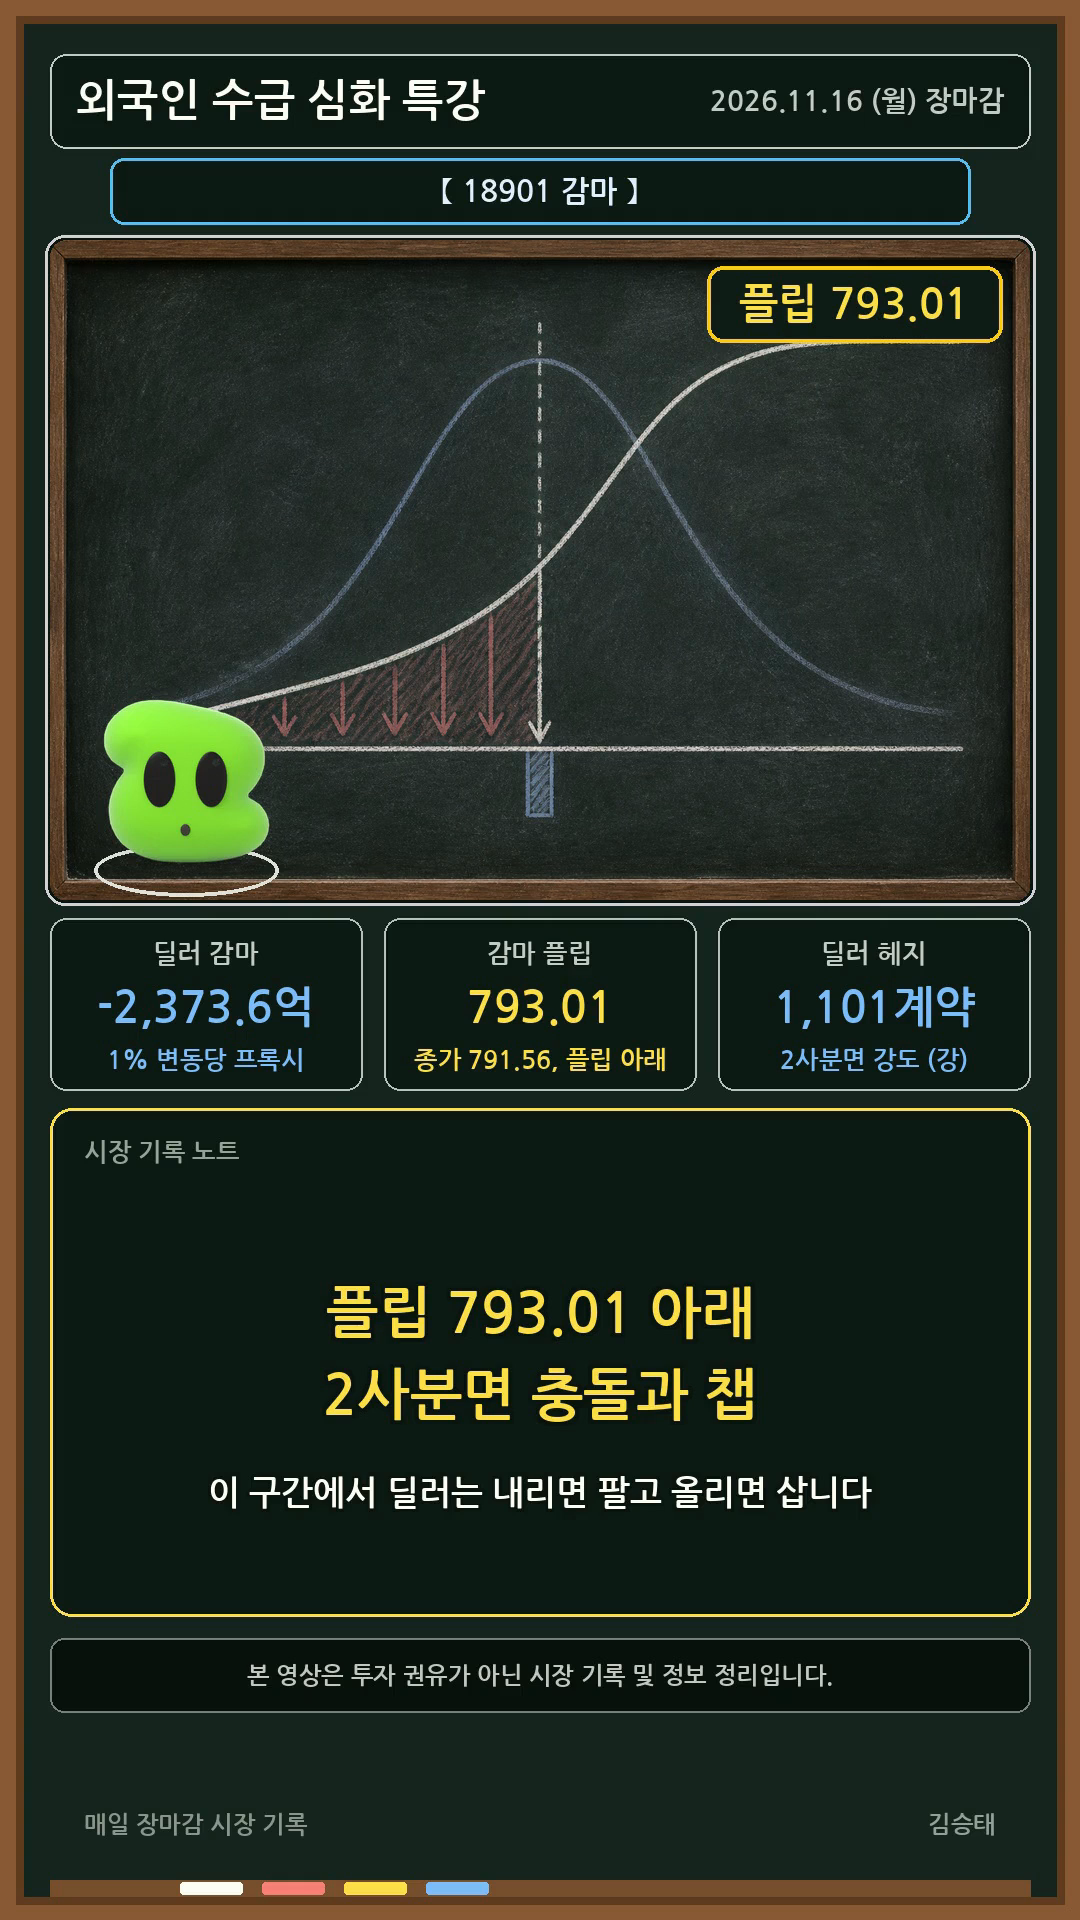 외국인 수급 심화 특강
2026.11.16 (월) 장마감
【 18901 감마 】
플립 793.01
딜러 감마
-2,373.6억
1% 변동당 프록시
감마 플립
793.01
종가 791.56, 플립 아래
딜러 헤지
1,101계약
2사분면 강도 (강)
시장 기록 노트
플립 793.01 아래
2사분면 충돌과 챕
이 구간에서 딜러는 내리면 팔고 올리면 삽니다
본 영상은 투자 권유가 아닌 시장 기록 및 정보 정리입니다.
매일 장마감 시장 기록
김승태